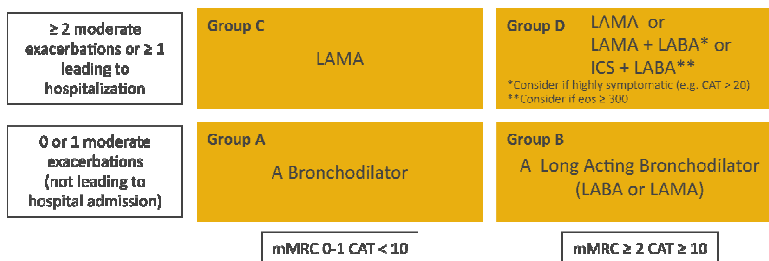 ≥ 2 moderate
exacerbations or ≥ 1
leading to
hospitalization
Group C
LAMA
Group D
LAMA or
LAMA + LABA* or
ICS + LABA**
*Consider if highly symptomatic (e.g. CAT > 20)
**Consider if eos ≥ 300
0 or 1 moderate
exacerbations
(not leading to
hospital admission)
Group A
A Bronchodilator
Group B
A Long Acting Bronchodilator
(LABA or LAMA)
mMRC 0-1 CAT < 10
mMRC ≥ 2 CAT ≥ 10